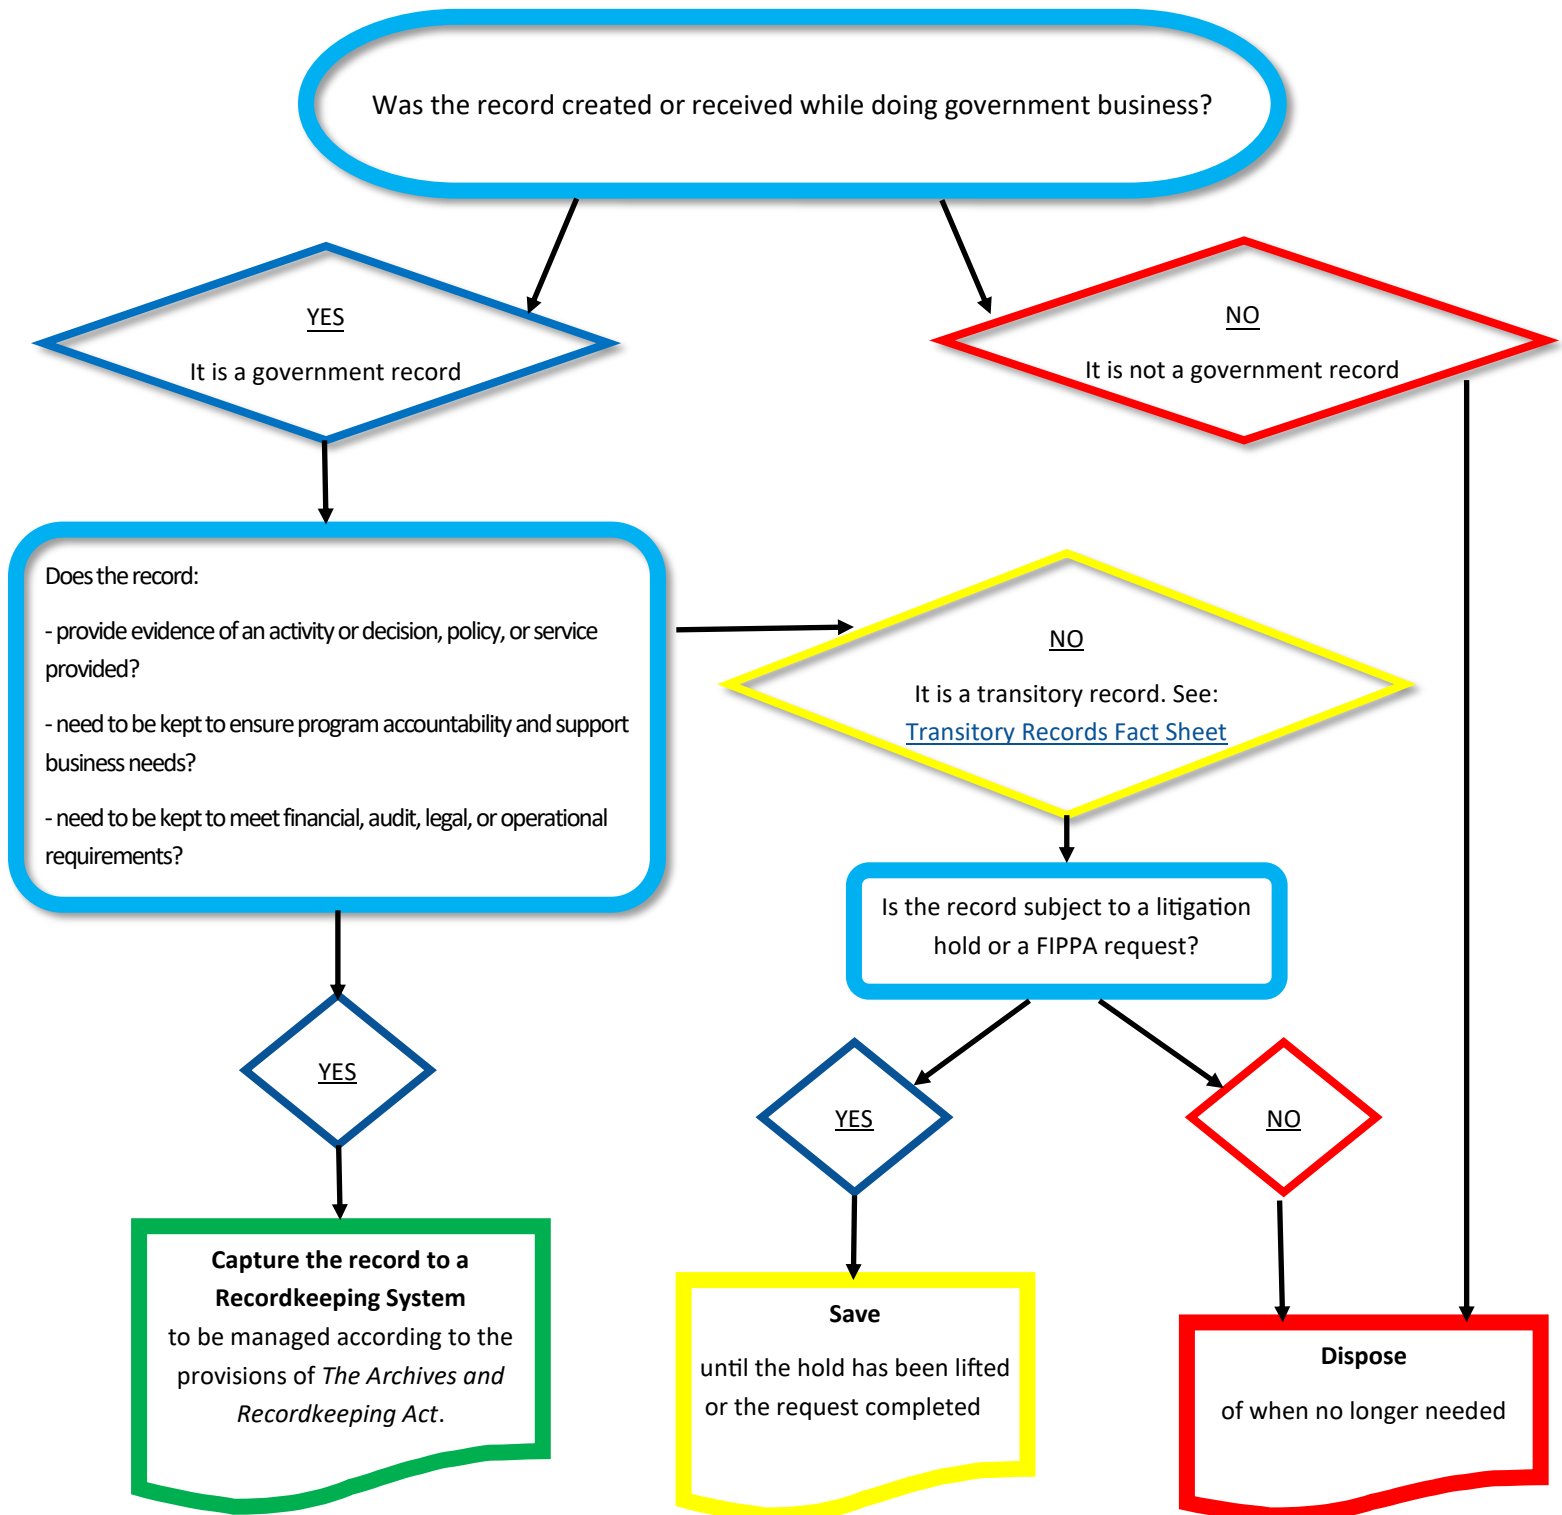 Was the record created or received while doing government business?
YES
It is a government record
NO
It is not a government record
Does the record:
- provide evidence of an activity or decision, policy, or service
provided?
- need to be kept to ensure program accountability and support
business needs?
- need to be kept to meet financial, audit, legal, or operational
requirements?
NO
It is a transitory record. See:
Transitory Records Fact Sheet
Is the record subject to a litigation
hold or a FIPPA request?
YES
YES
NO
Capture the record to a
Recordkeeping System
to be managed according to the
provisions of The Archives and
Recordkeeping Act.
Save
until the hold has been lifted
or the request completed
Dispose
of when no longer needed